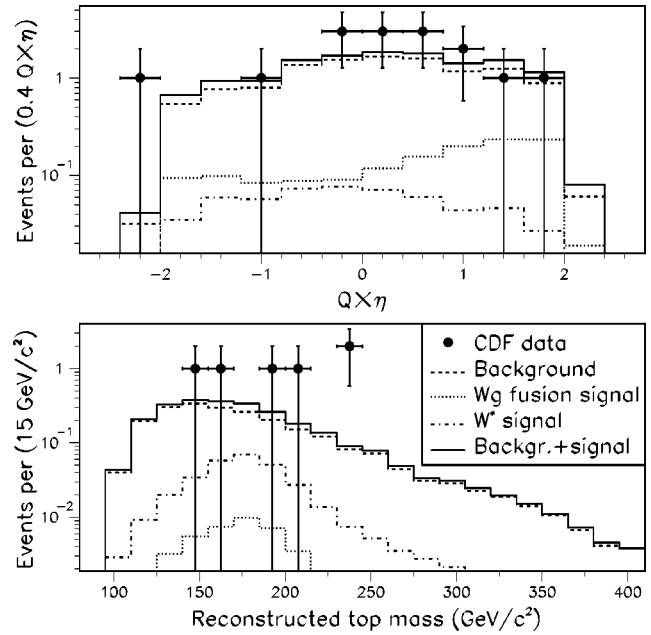 Events per (0.4 Q×η)
1
10⁻¹
−2
−1
0
1
2
Q×η
Events per (15 GeV/c²)
1
10⁻¹
10⁻²
CDF data
Background
Wg fusion signal
W* signal
Backgr.+signal
100
150
200
250
300
350
400
Reconstructed top mass (GeV/c²)